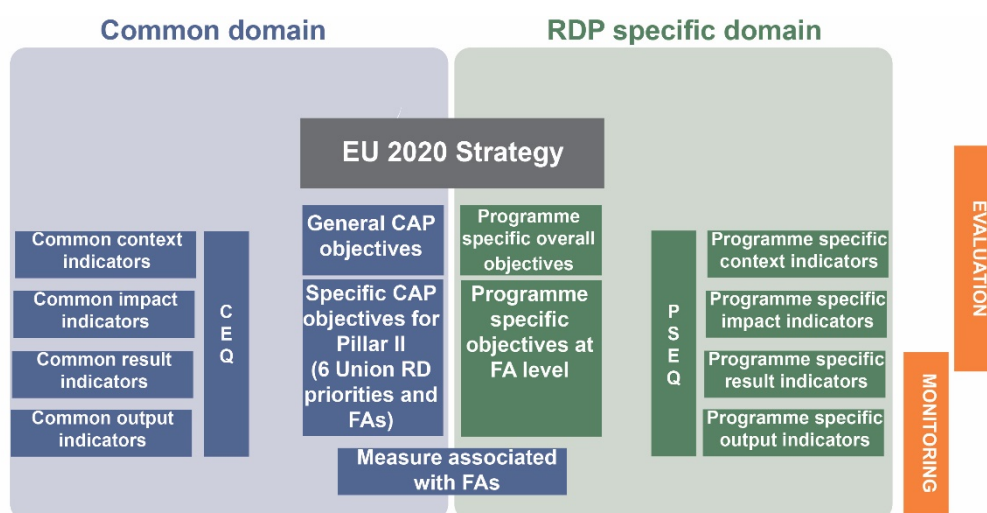 Common domain
RDP specific domain
EU 2020 Strategy
General CAP
objectives
Programme
specific overall
objectives
Common context
indicators
Common impact
indicators
Common result
indicators
Common output
indicators
C
E
Q
Specific CAP
objectives for
Pillar II
(6 Union RD
priorities and
FAs)
Programme
specific
objectives at
FA level
Measure associated
with FAs
P
S
E
Q
Programme specific
context indicators
Programme specific
impact indicators
Programme specific
result indicators
Programme specific
output indicators
EVALUATION
MONITORING